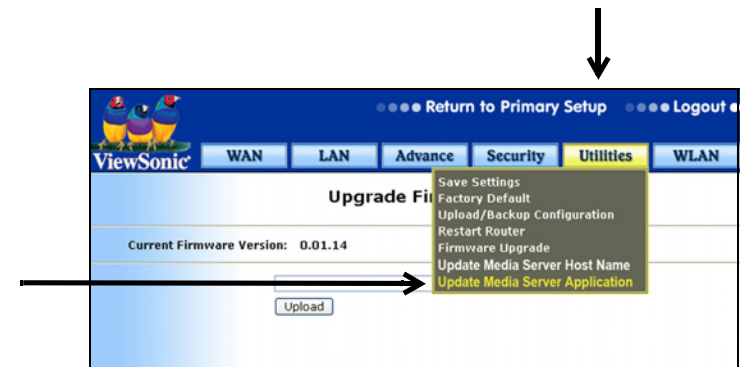 Return to Primary Setup Logout
ViewSonic
WAN LAN Advance Security Utilities WLAN
Save Settings
Factory Default
Upload/Backup Configuration
Restart Router
Firmware Upgrade
Update Media Server Host Name
Update Media Server Application
Upgrade Fi
Current Firmware Version: 0.01.14
Upload